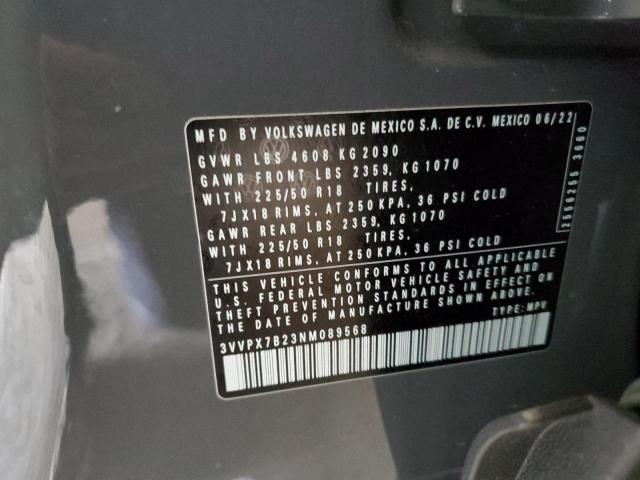 MFD BY VOLKSWAGEN DE MEXICO S.A. DE C.V. MEXICO 06/22
GVWR LBS 4608 KG 2090
GAWR FRONT LBS 2359, KG 1070
WITH 225/50 R18 TIRES,
7JX18 RIMS, AT 250 KPA, 36 PSI COLD
GAWR REAR LBS 2359, KG 1070
WITH 225/50 R18 TIRES,
7JX18 RIMS, AT 250 KPA, 36 PSI COLD
THIS VEHICLE CONFORMS TO ALL APPLICABLE
U.S. FEDERAL MOTOR VEHICLE SAFETY AND
THEFT PREVENTION STANDARDS IN EFFECT ON
THE DATE OF MANUFACTURE SHOWN ABOVE.
TYPE: MPV
3VVPX7B23NM089568
2550255 3660